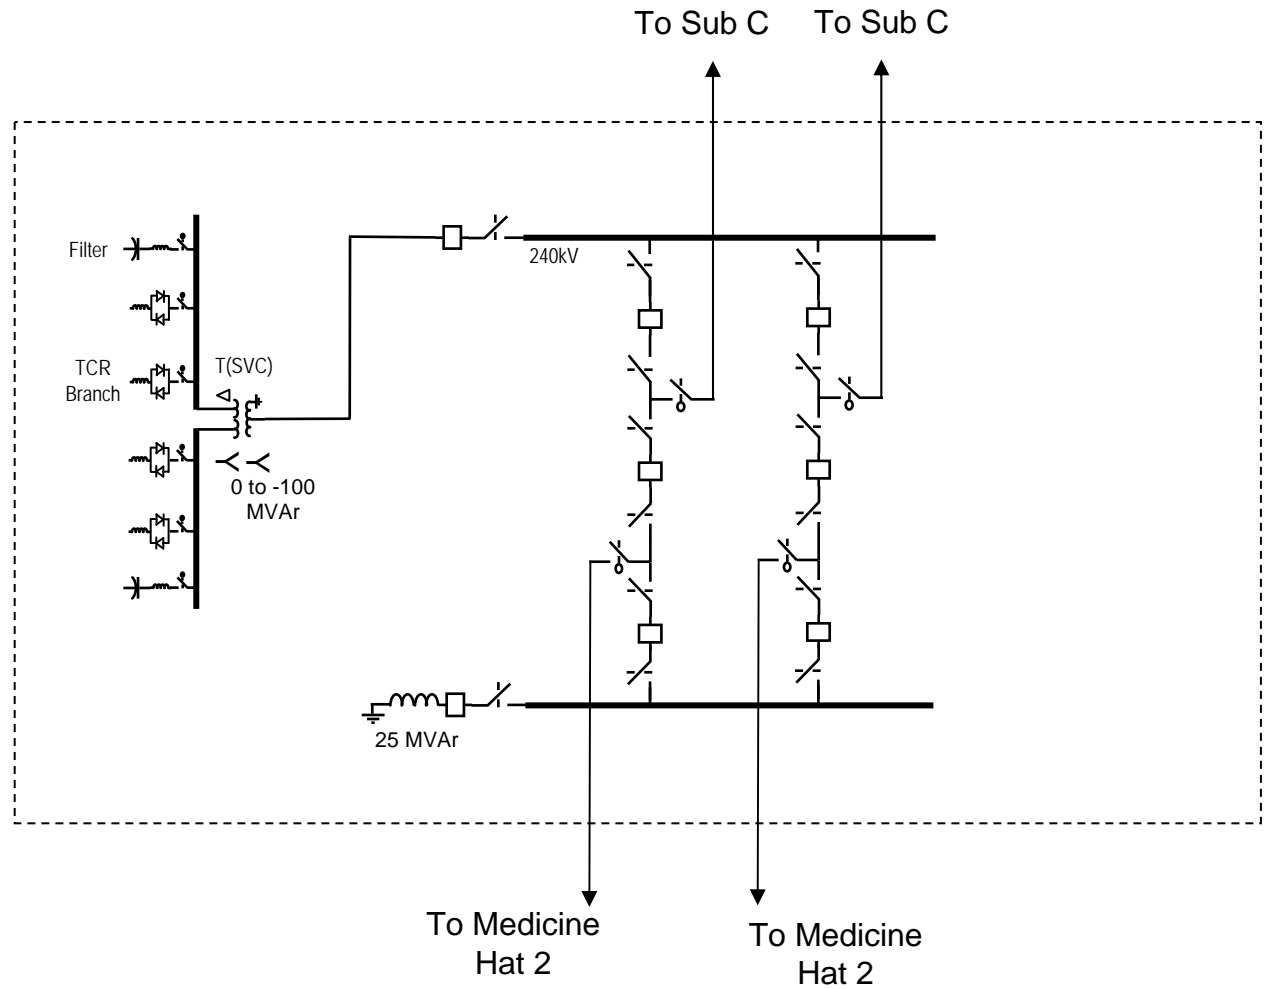 To Sub C
To Sub C
Filter
240kV
TCR
Branch
T(SVC)
0 to -100
MVAr
25 MVAr
To Medicine
Hat 2
To Medicine
Hat 2